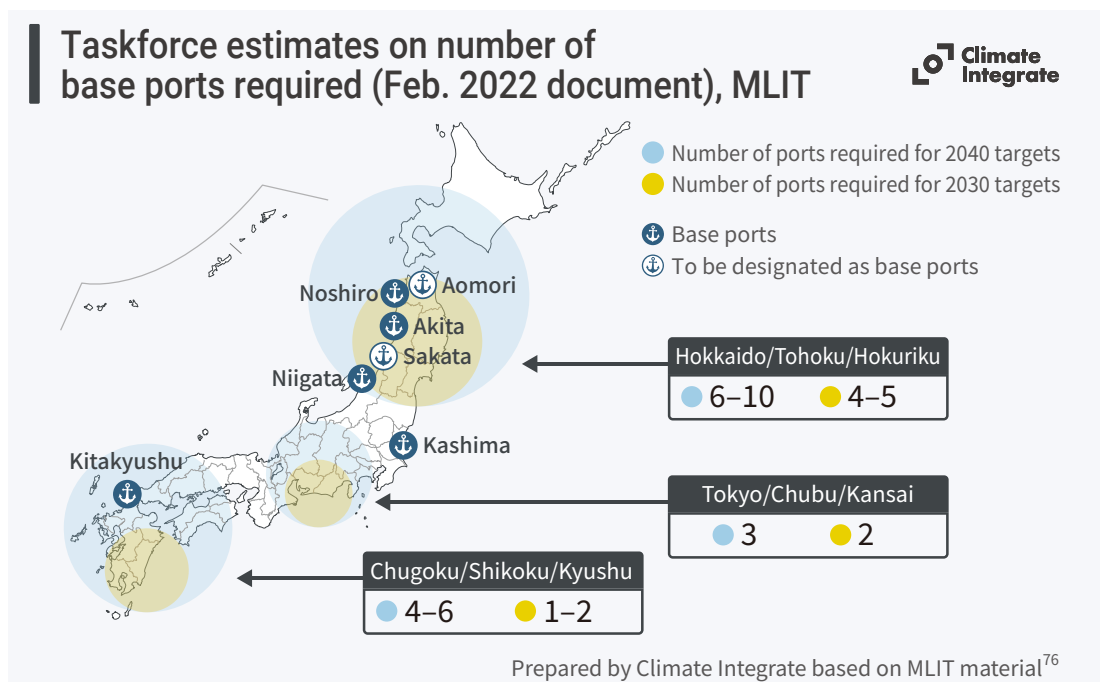 Taskforce estimates on number of
base ports required (Feb. 2022 document), MLIT
Climate
Integrate
Number of ports required for 2040 targets
Number of ports required for 2030 targets
Base ports
To be designated as base ports
Noshiro
Aomori
Akita
Sakata
Niigata
Kashima
Kitakyushu
Hokkaido/Tohoku/Hokuriku
6–10 4–5
Tokyo/Chubu/Kansai
3 2
Chugoku/Shikoku/Kyushu
4–6 1–2
Prepared by Climate Integrate based on MLIT material76